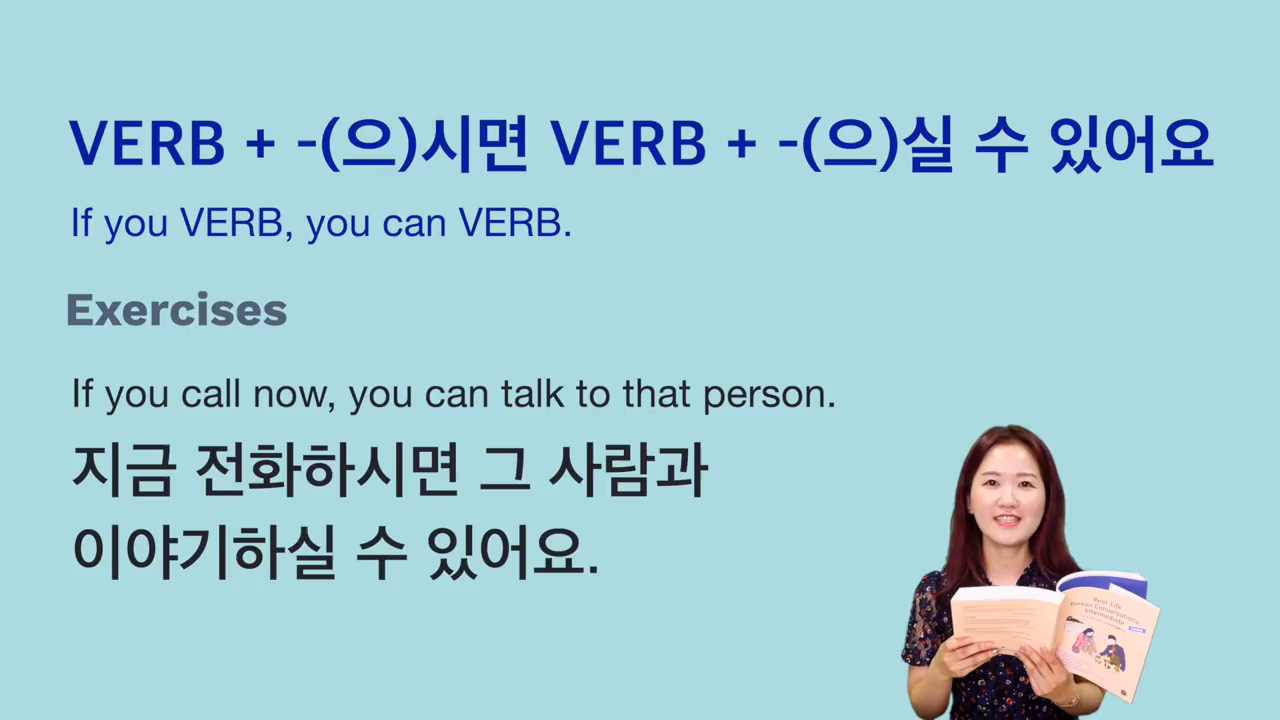 VERB + -(으)시면 VERB + -(으)실 수 있어요
If you VERB, you can VERB.
Exercises
If you call now, you can talk to that person.
지금 전화하시면 그 사람과
이야기하실 수 있어요.
Real-Life
Korean Conversations
Intermediate